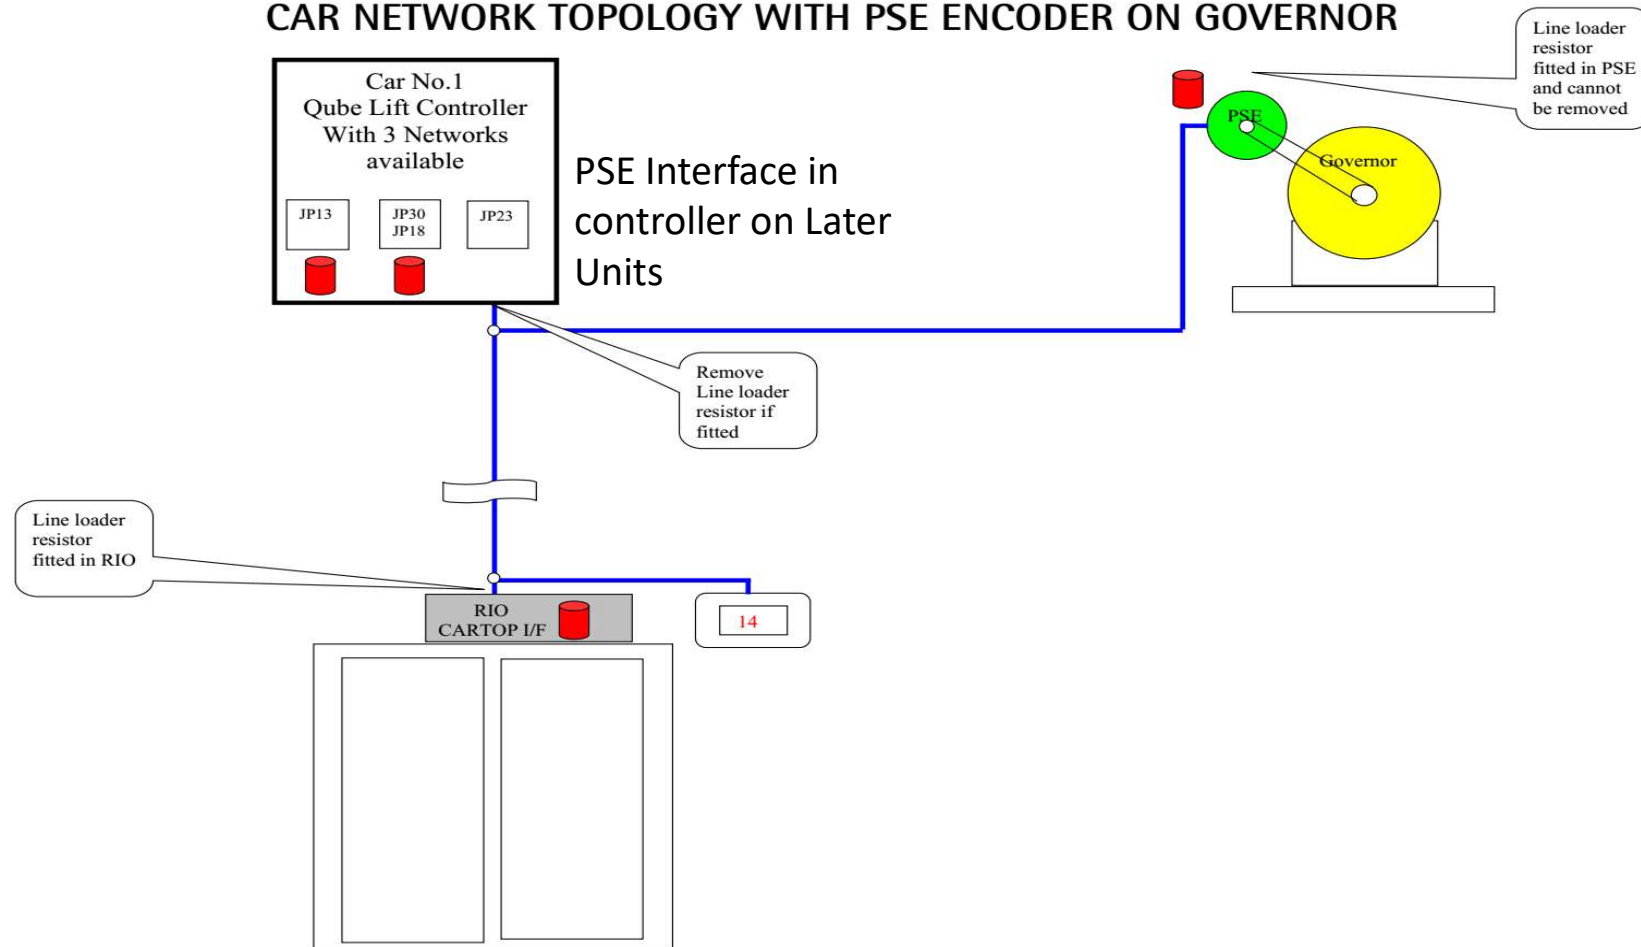 CAR NETWORK TOPOLOGY WITH PSE ENCODER ON GOVERNOR
Car No.1
Qube Lift Controller
With 3 Networks
available
JP13
JP30
JP18
JP23
PSE Interface in
controller on Later
Units
Line loader
resistor
fitted in PSE
and cannot
be removed
PSE
Governor
Remove
Line loader
resistor if
fitted
Line loader
resistor
fitted in RIO
RIO
CARTOP I/F
14